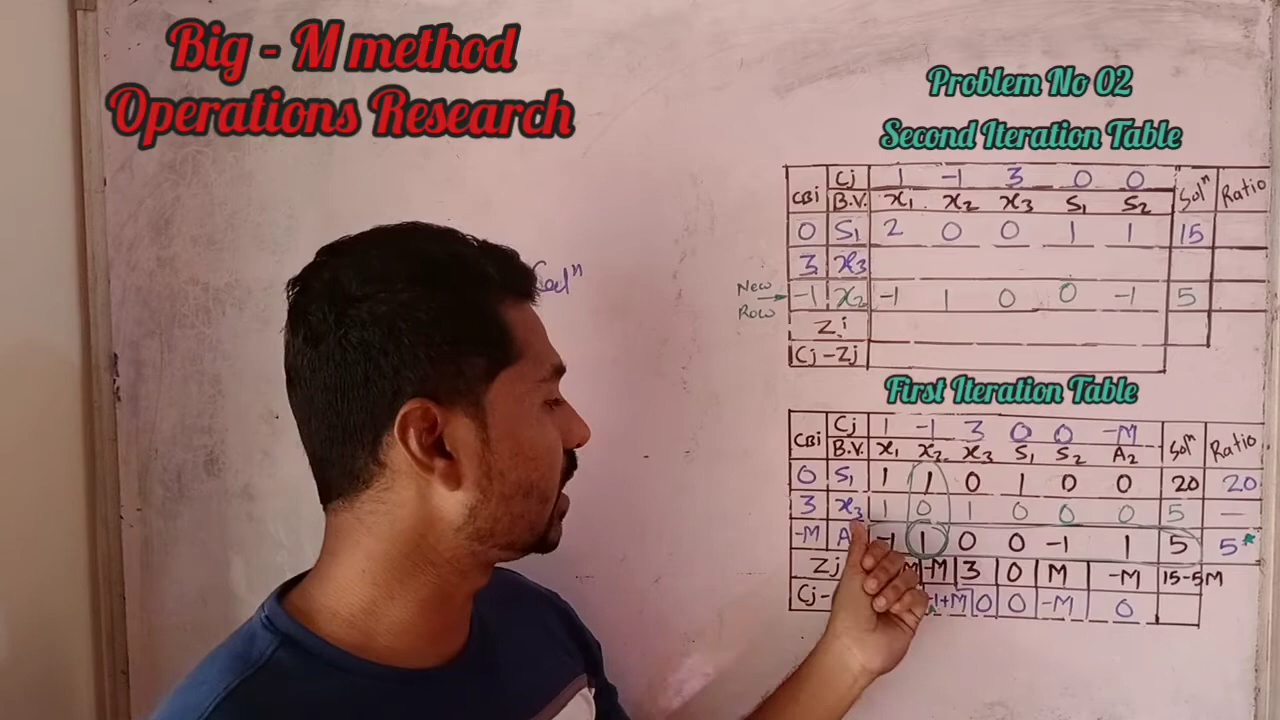 Big - M method
Operations Research
Problem No 02
Second Iteration Table
CBi Cj 1 -1 3 0 0 Solⁿ Ratio
B.V. x₁ x₂ x₃ S₁ S₂
0 S₁ 2 0 0 1 1 15
3 x₃
New Row → -1 x₂ -1 1 0 0 -1 5
Zj
Cj - Zj
First Iteration Table
CBi Cj 1 -1 3 0 0 -M Solⁿ Ratio
B.V. x₁ x₂ x₃ S₁ S₂ A₂
0 S₁ 1 1 0 1 0 0 20 20
3 x₃ 1 0 1 0 0 0 5 —
-M A -1 1 0 0 -1 1 5 5*
Zj M -M 3 0 M -M 15-5M
Cj - -1+M 0 0 -M 0